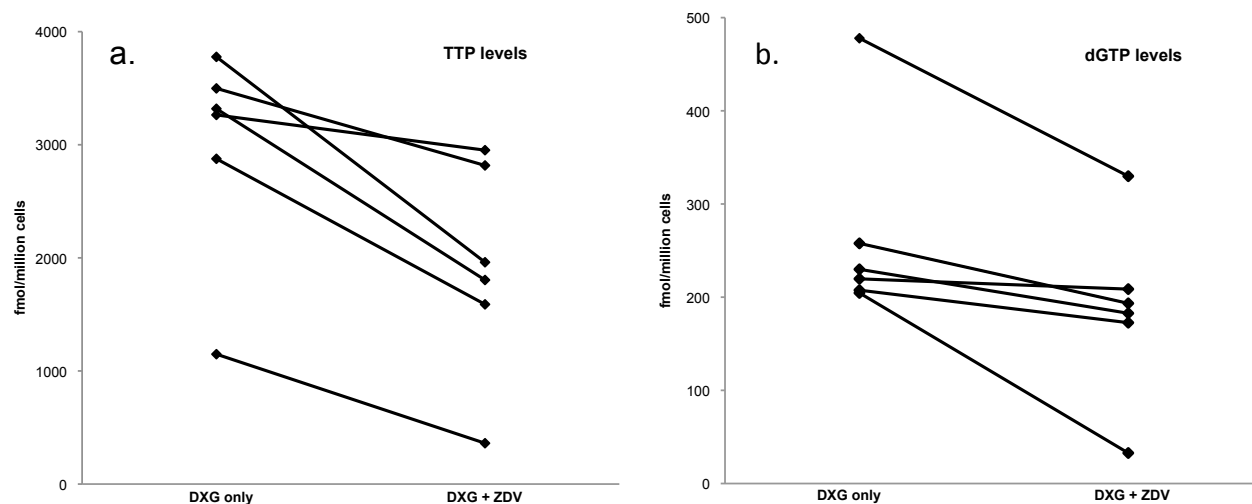 a.
TTP levels
fmol/million cells
4000
3000
2000
1000
0
DXG only
DXG + ZDV
b.
dGTP levels
fmol/million cells
500
400
300
200
100
0
DXG only
DXG + ZDV